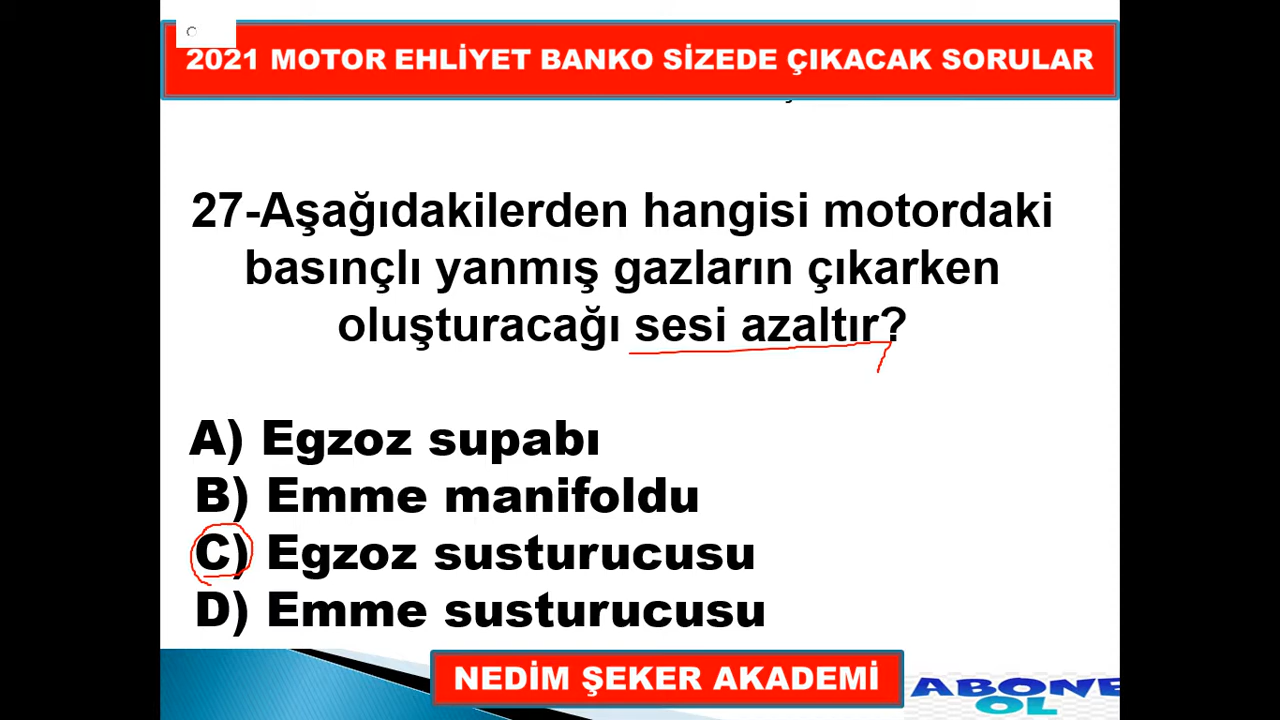 2021 MOTOR EHLİYET BANKO SİZEDE ÇIKACAK SORULAR
27-Aşağıdakilerden hangisi motordaki
basınçlı yanmış gazların çıkarken
oluşturacağı sesi azaltır?
A) Egzoz supabı
B) Emme manifoldu
C) Egzoz susturucusu
D) Emme susturucusu
NEDİM ŞEKER AKADEMİ
ABONE
OL